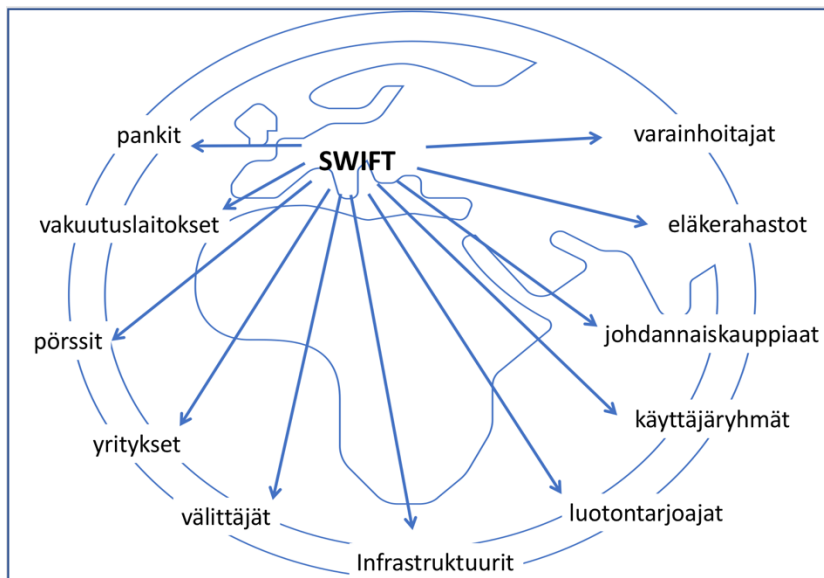 pankit
varainhoitajat
SWIFT
vakuutuslaitokset
eläkerahastot
pörssit
johdannaiskauppiaat
käyttäjäryhmät
yritykset
välittäjät
luotontarjoajat
Infrastruktuurit